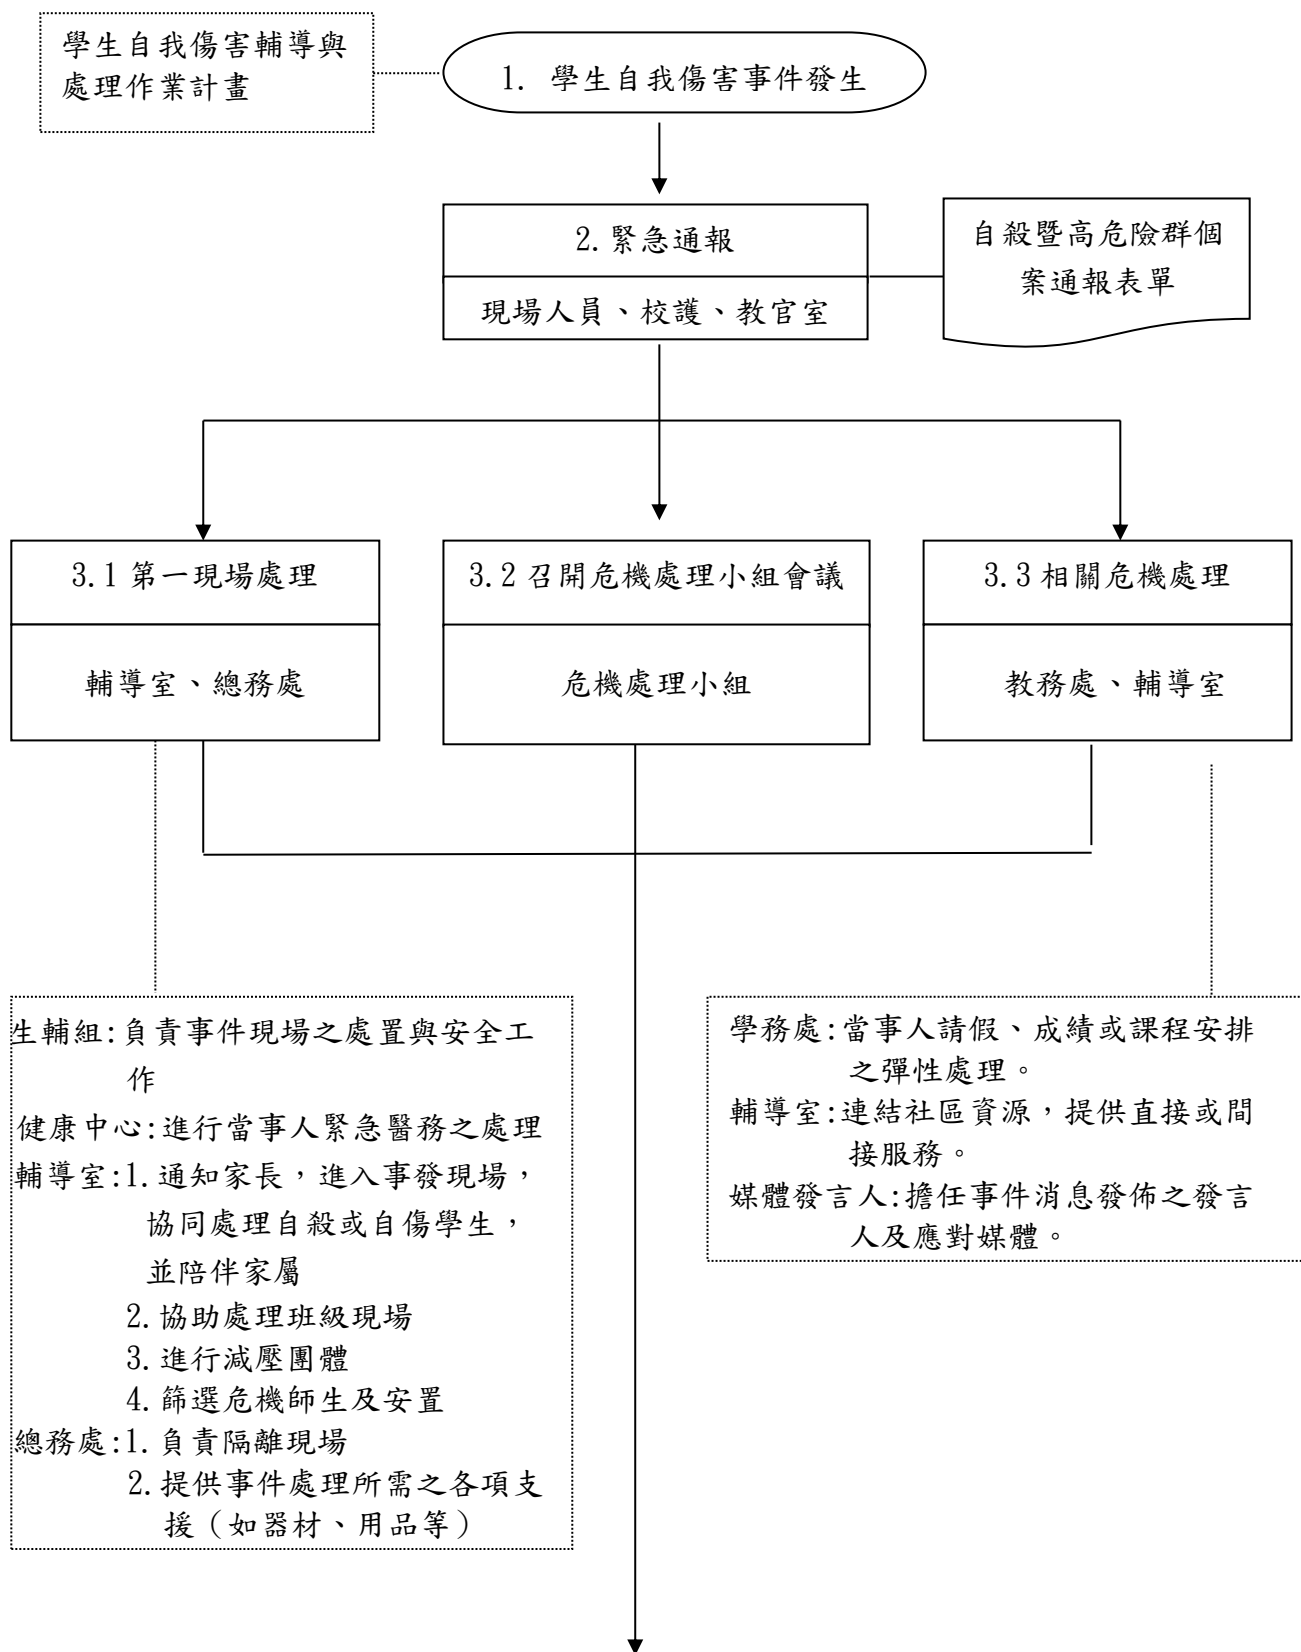 學生自我傷害輔導與
處理作業計畫
1. 學生自我傷害事件發生
2.緊急通報
現場人員、校護、教官室
自殺暨高危險群個
案通報表單
3.1 第一現場處理
輔導室、總務處
3.2 召開危機處理小組會議
危機處理小組
3.3 相關危機處理
教務處、輔導室
生輔組:負責事件現場之處置與安全工
作
健康中心:進行當事人緊急醫務之處理
輔導室:1.通知家長，進入事發現場，
協同處理自殺或自傷學生，
並陪伴家屬
2.協助處理班級現場
3.進行減壓團體
4.篩選危機師生及安置
總務處:1.負責隔離現場
2.提供事件處理所需之各項支
援（如器材、用品等）
學務處:當事人請假、成績或課程安排
之彈性處理。
輔導室:連結社區資源，提供直接或間
接服務。
媒體發言人:擔任事件消息發佈之發言
人及應對媒體。